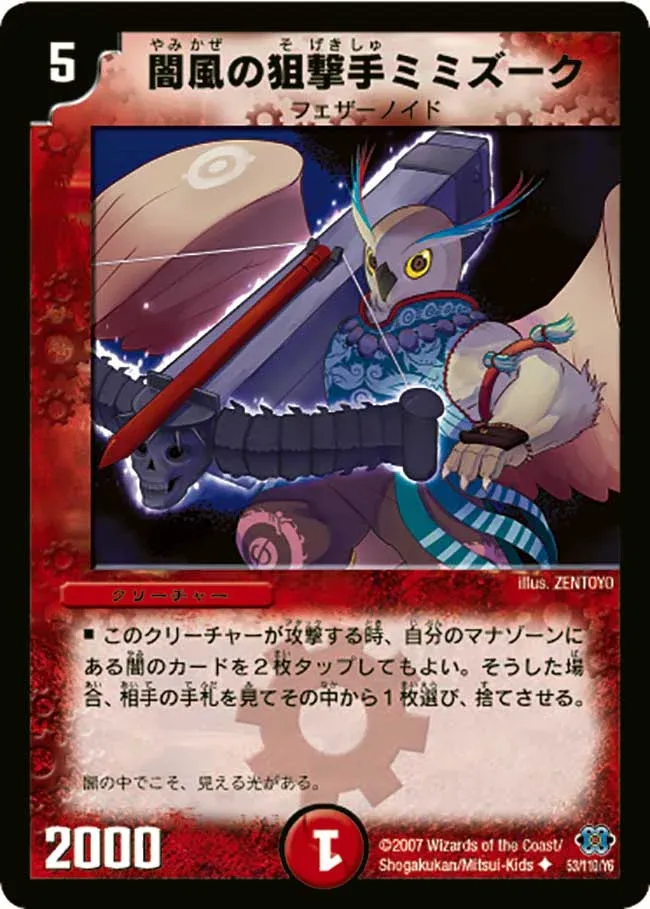 5
やみかぜ そげきしゅ
闇風の狙撃手ミミズーク
フェザーノイド
illus. ZENTOYO
クリーチャー
■ このクリーチャーが攻撃する時、自分のマナゾーンに
ある闇のカードを2枚タップしてもよい。そうした場
合、相手の手札を見てその中から1枚選び、捨てさせる。
闇の中でこそ、見える光がある。
2000
1
©2007 Wizards of the Coast/
Shogakukan/Mitsui-Kids
53/110/Y6